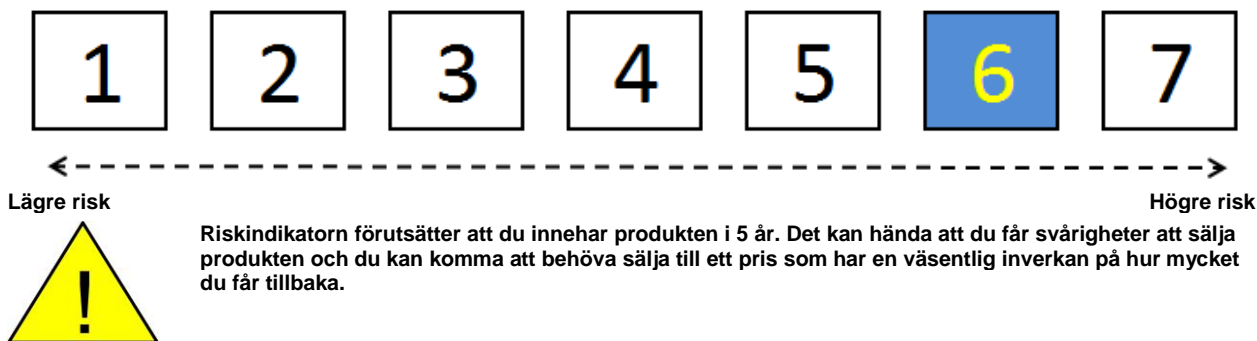 1 2 3 4 5 6 7
Lägre risk Högre risk
Riskindikatorn förutsätter att du innehar produkten i 5 år. Det kan hända att du får svårigheter att sälja
produkten och du kan komma att behöva sälja till ett pris som har en väsentlig inverkan på hur mycket
du får tillbaka.
!